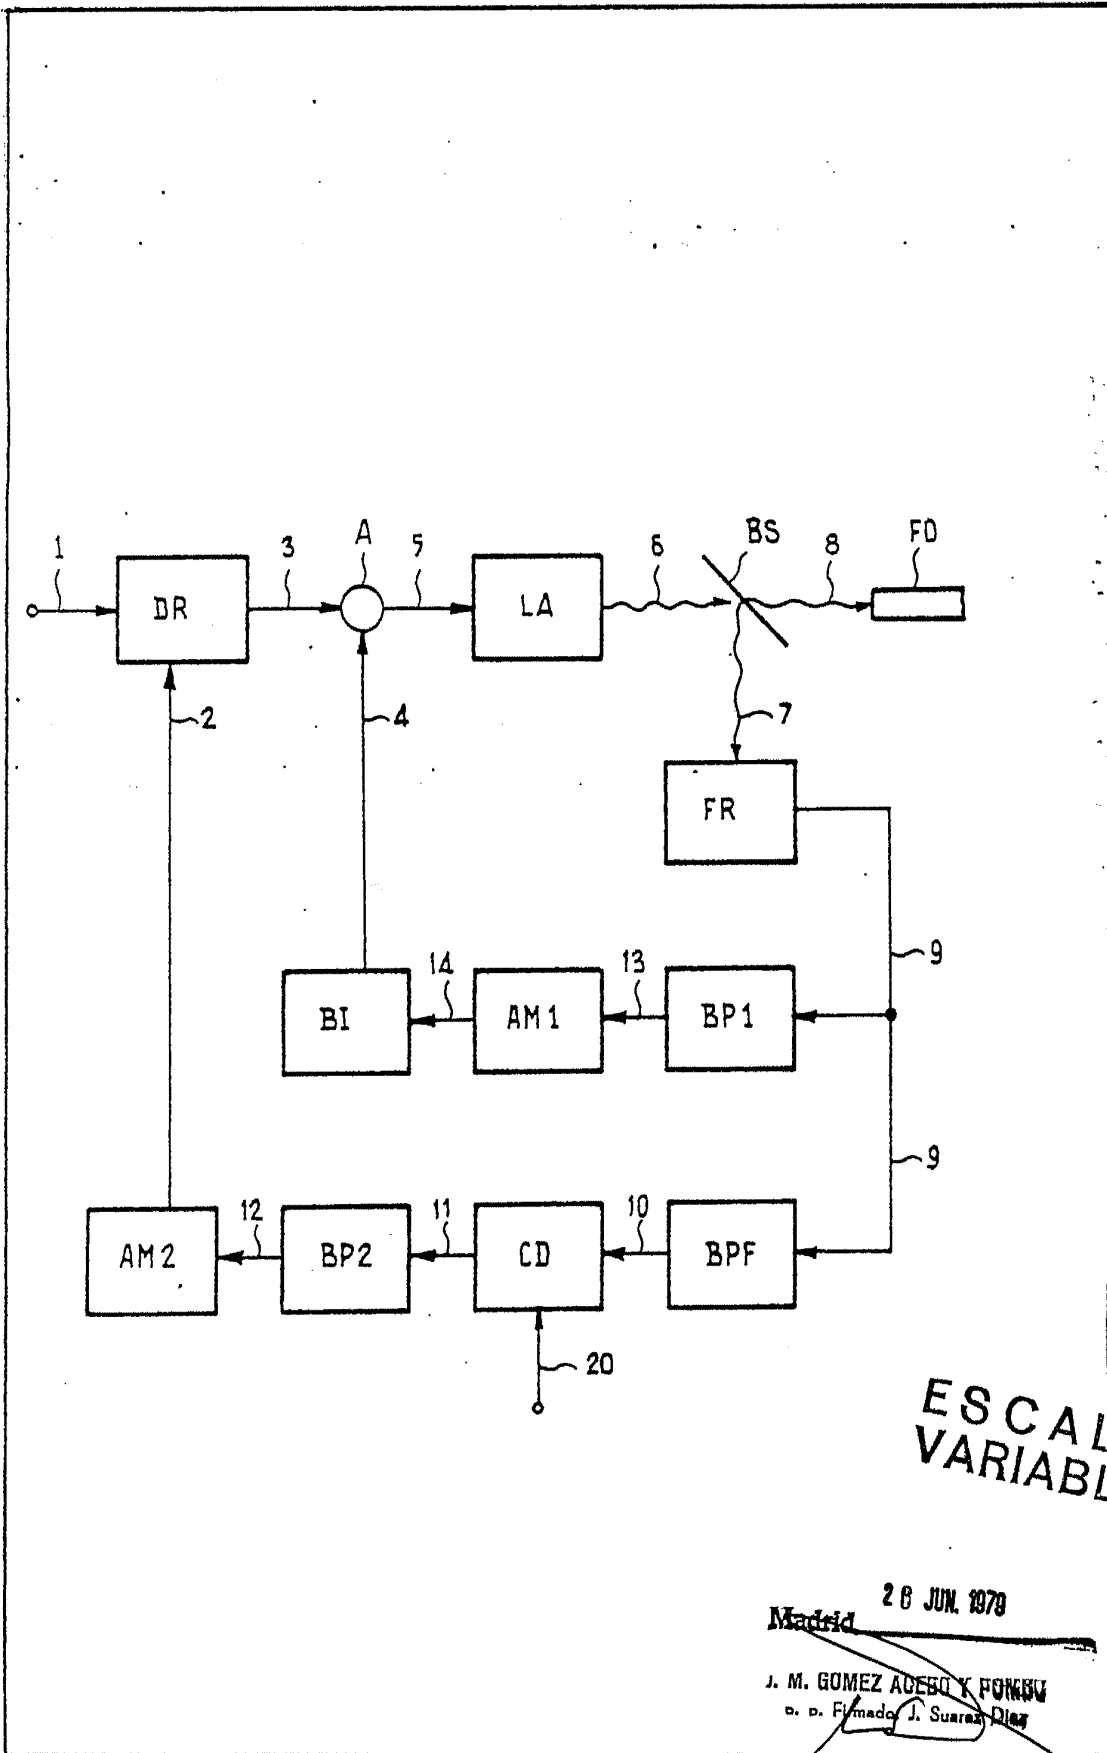 1
DR
3
A
5
LA
6
BS
8
FO
2
4
7
FR
9
BI
14
AM1
13
BP1
9
AM2
12
BP2
11
CD
10
BPF
20
ESCAL
VARIABL
26 JUN. 1979
Madrid
J. M. GOMEZ ACEBO Y POMBO
p. p. Firmado: J. Suarez Diaz